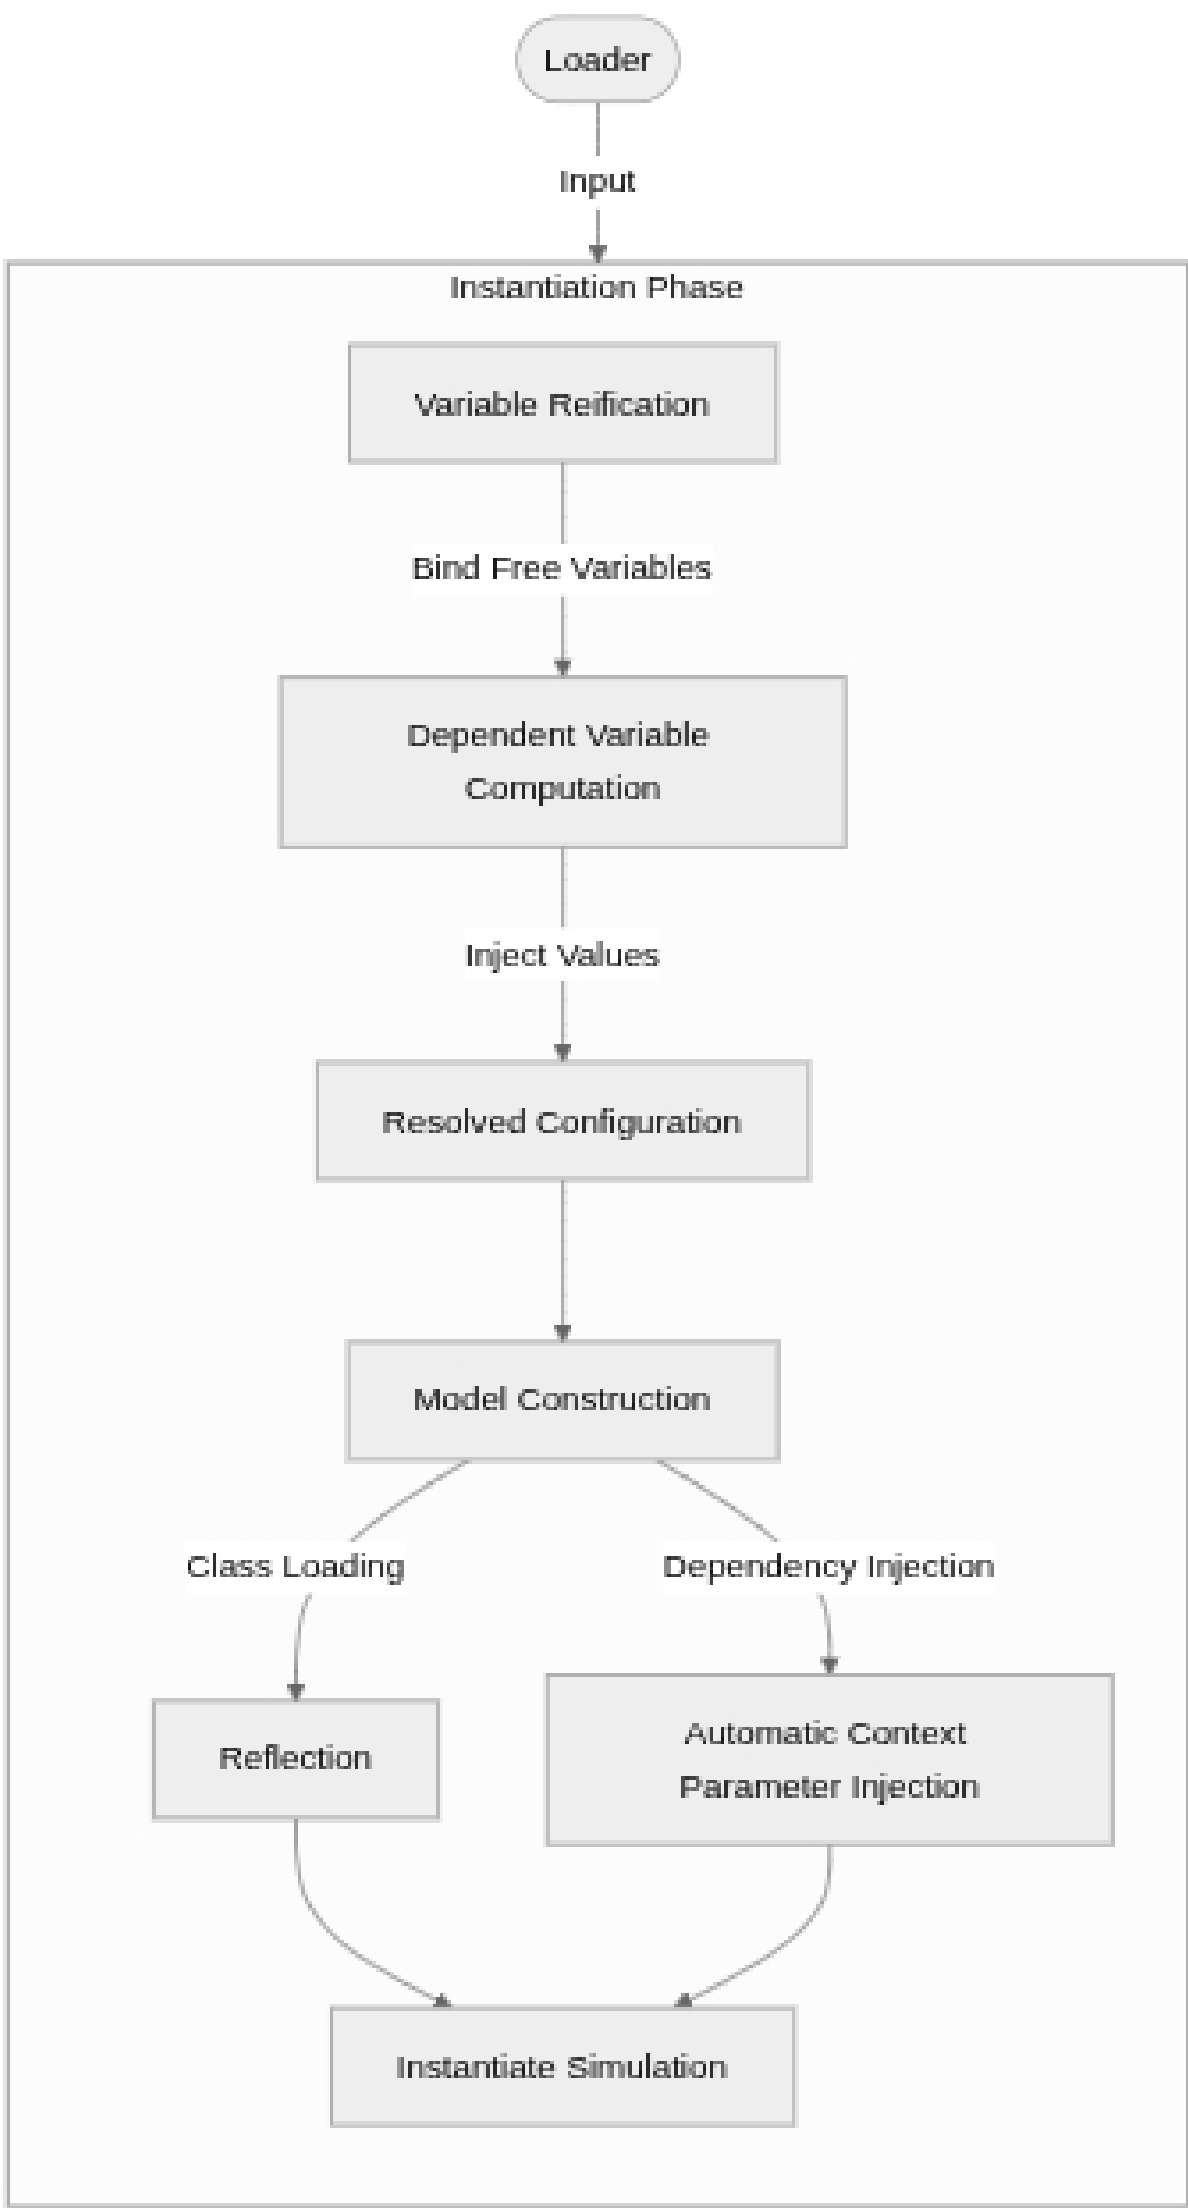 Loader
Input
Instantiation Phase
Variable Reification
Bind Free Variables
Dependent Variable
Computation
Inject Values
Resolved Configuration
Model Construction
Class Loading
Dependency Injection
Reflection
Automatic Context
Parameter Injection
Instantiate Simulation